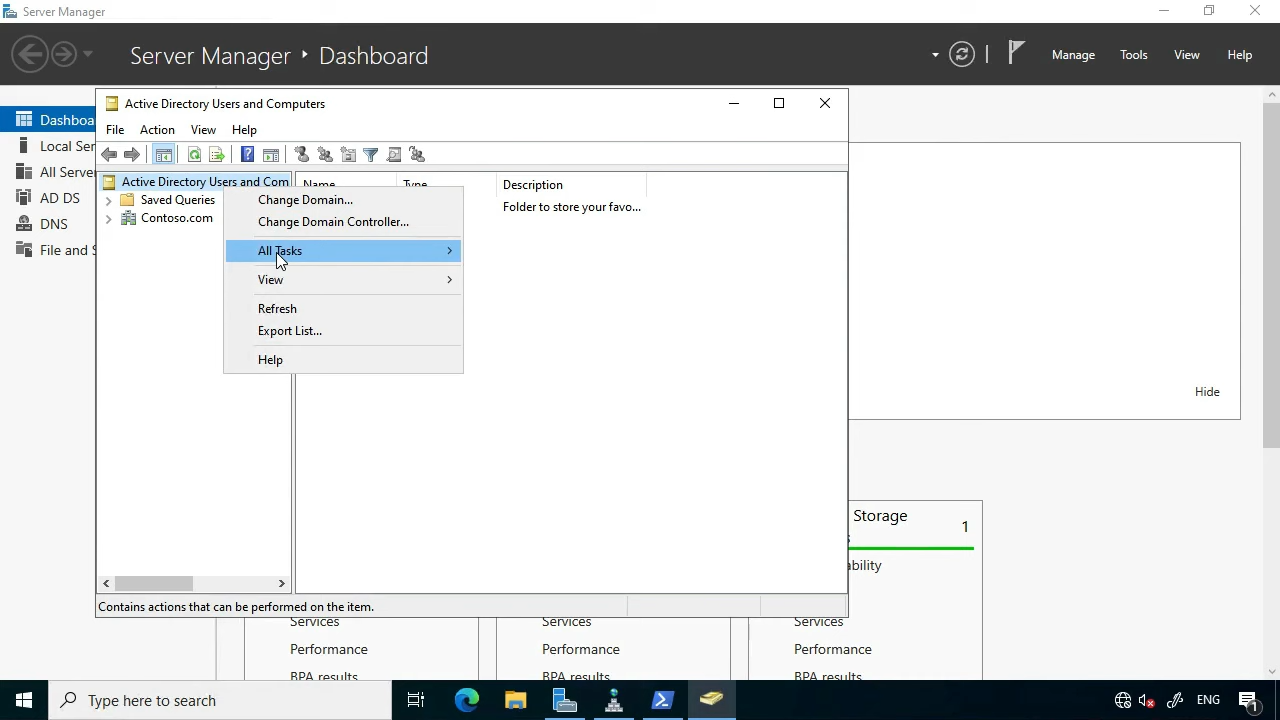 Server Manager
Server Manager ‣ Dashboard
Manage Tools View Help
Active Directory Users and Computers
File Action View Help
Dashboa
Local Ser
All Server
AD DS
DNS
File and S
Active Directory Users and Com
Saved Queries
Contoso.com
Name Type Description
Folder to store your favo...
Change Domain...
Change Domain Controller...
All Tasks
View
Refresh
Export List...
Help
Hide
Storage
1
ability
Contains actions that can be performed on the item.
Services Services Services
Performance Performance Performance
BPA results BPA results BPA results
Type here to search
ENG
1